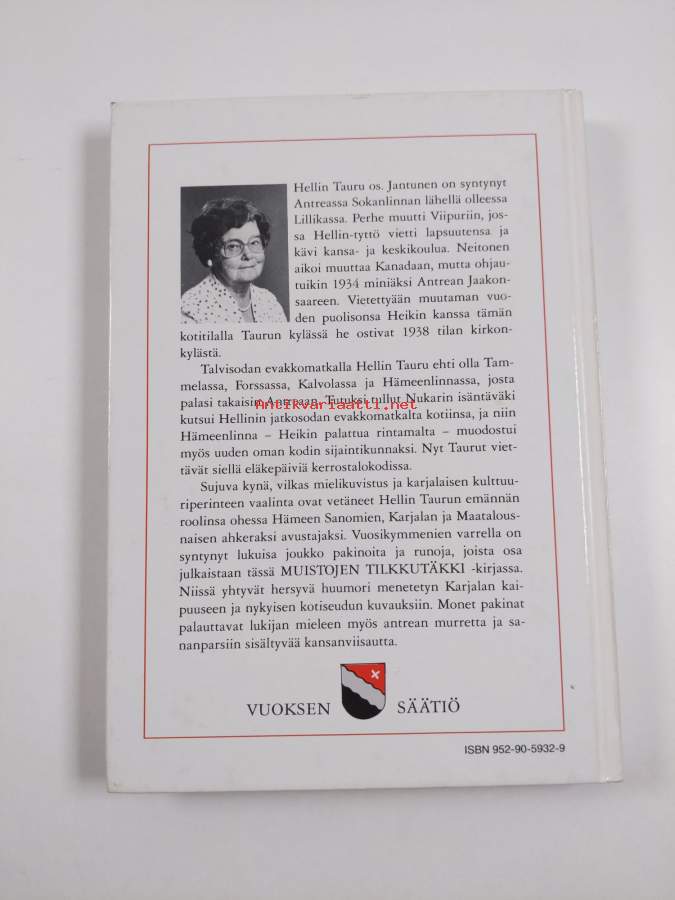 Hellin Tauru os. Jantunen on syntynyt
Antreassa Sokanlinnan lähellä olleessa
Lillikassa. Perhe muutti Viipuriin, jos-
sa Hellin-tyttö vietti lapsuutensa ja
kävi kansa- ja keskikoulua. Neitonen
aikoi muuttaa Kanadaan, mutta ohjau-
tuikin 1934 miniäksi Antrean Jaakon-
saareen. Vietettyään muutaman vuo-
den puolisonsa Heikin kanssa tämän
kotitilalla Taurun kylässä he ostivat 1938 tilan kirkon-
kylästä.
Talvisodan evakkomatkalla Hellin Tauru ehti olla Tam-
melassa, Forssassa, Kalvolassa ja Hämeenlinnassa, josta
palasi takaisin Antreaan. Tutuksi tullut Nukarin isäntäväki
Antikvariaatti.net
kutsui Hellinin jatkosodan evakkomatkalta kotiinsa, ja niin
Hämeenlinna – Heikin palattua rintamalta – muodostui
myös uuden oman kodin sijaintikunnaksi. Nyt Taurut viet-
tävät siellä eläkepäiviä kerrostalokodissa.
Sujuva kynä, vilkas mielikuvistus ja karjalaisen kulttuu-
riperinteen vaalinta ovat vetäneet Hellin Taurun emännän
roolinsa ohessa Hämeen Sanomien, Karjalan ja Maatalous-
naisen ahkeraksi avustajaksi. Vuosikymmenien varrella on
syntynyt lukuisa joukko pakinoita ja runoja, joista osa
julkaistaan tässä MUISTOJEN TILKKUTÄKKI -kirjassa.
Niissä yhtyvät hersyvä huumori menetetyn Karjalan kai-
puuseen ja nykyisen kotiseudun kuvauksiin. Monet pakinat
palauttavat lukijan mieleen myös antrean murretta ja sa-
nanparsiin sisältyvää kansanviisautta.
VUOKSEN SÄÄTIÖ
ISBN 952-90-5932-9